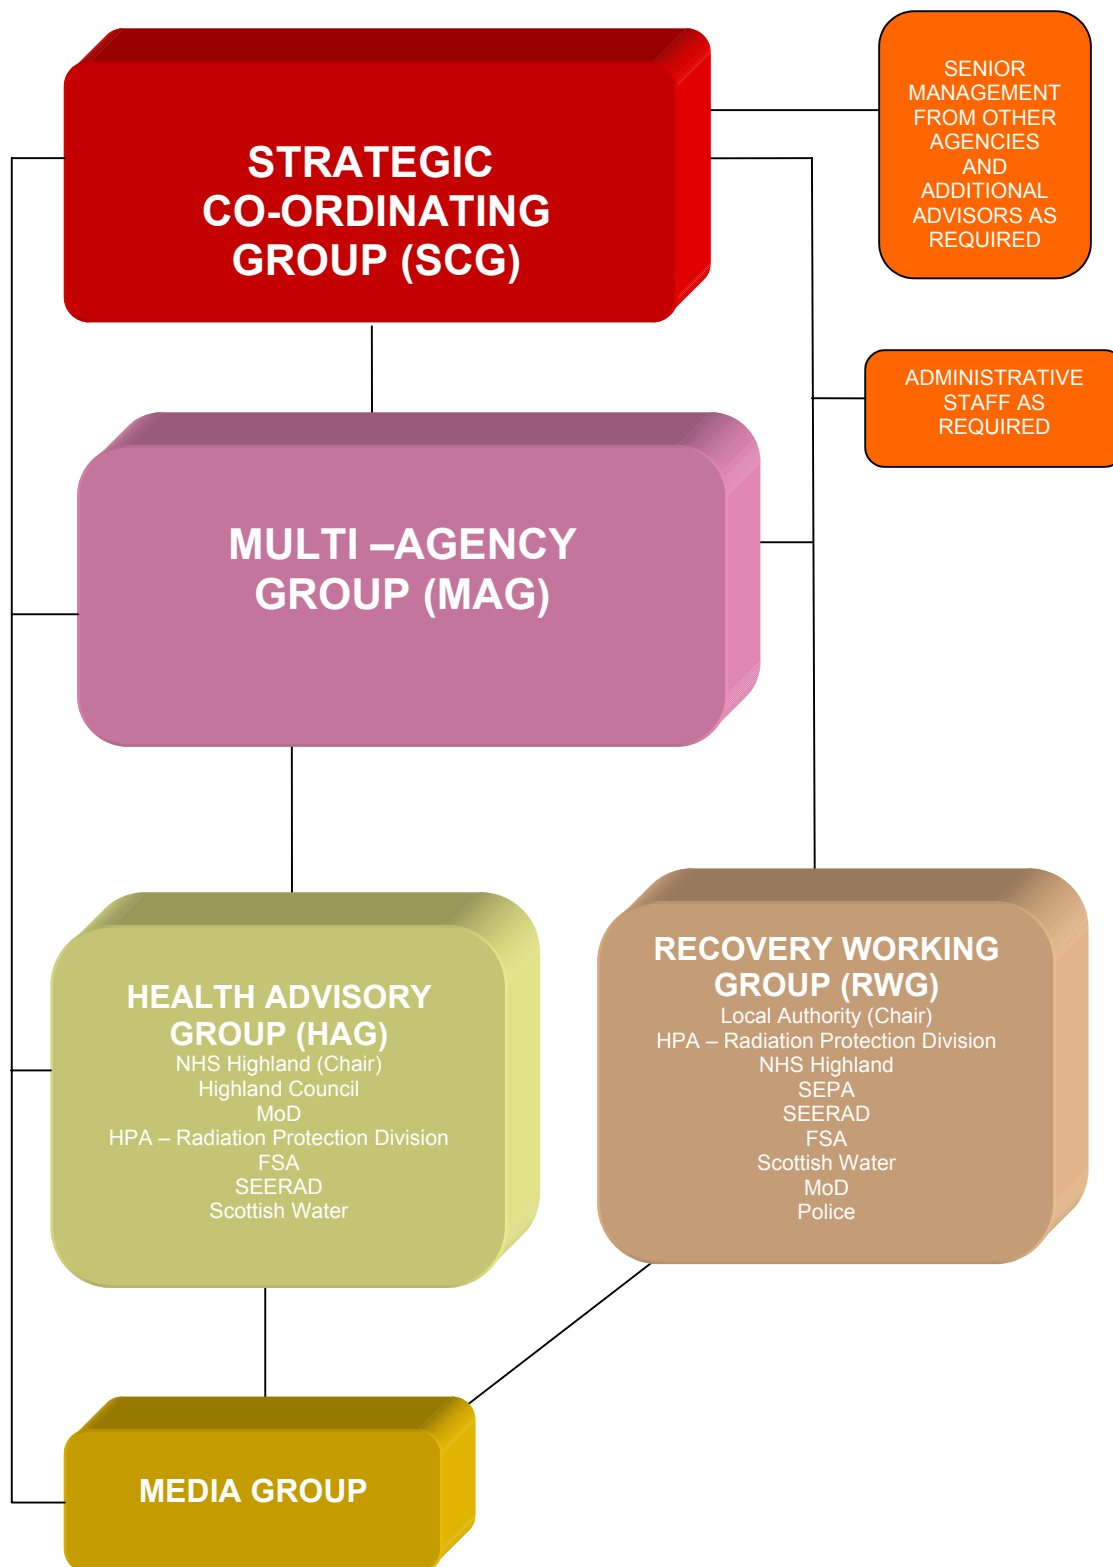 STRATEGIC
CO-ORDINATING
GROUP (SCG)
SENIOR
MANAGEMENT
FROM OTHER
AGENCIES
AND
ADDITIONAL
ADVISORS AS
REQUIRED
ADMINISTRATIVE
STAFF AS
REQUIRED
MULTI –AGENCY
GROUP (MAG)
HEALTH ADVISORY
GROUP (HAG)
NHS Highland (Chair)
Highland Council
MoD
HPA – Radiation Protection Division
FSA
SEERAD
Scottish Water
RECOVERY WORKING
GROUP (RWG)
Local Authority (Chair)
HPA – Radiation Protection Division
NHS Highland
SEPA
SEERAD
FSA
Scottish Water
MoD
Police
MEDIA GROUP